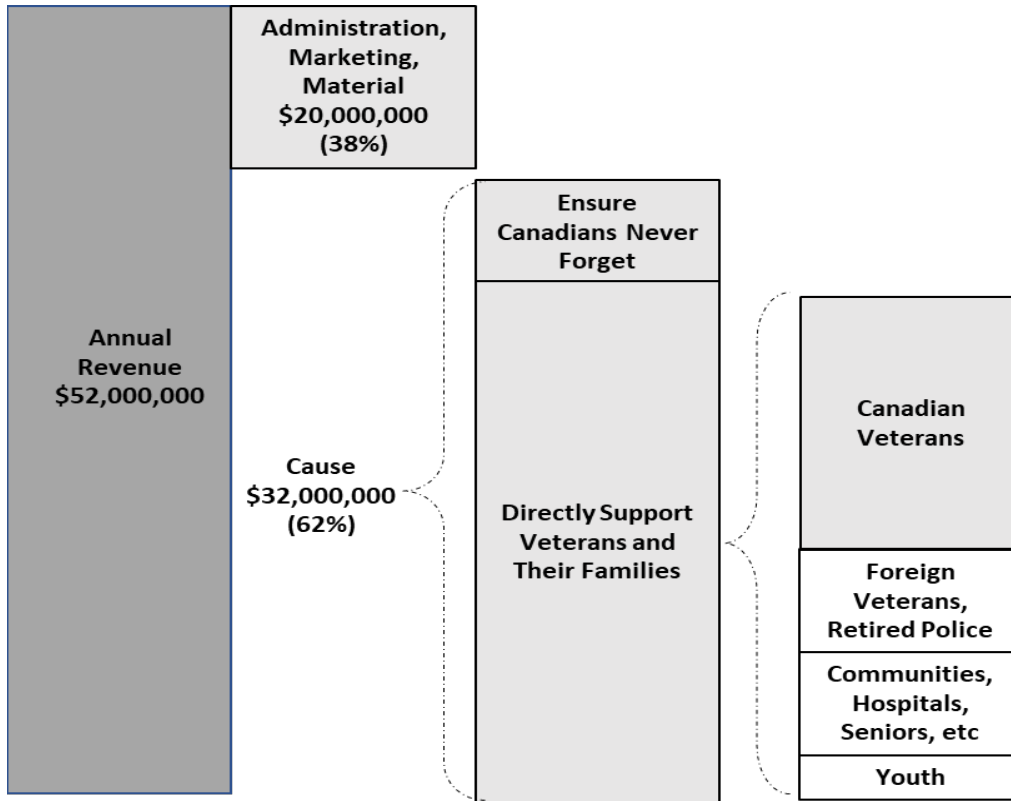 Administration,
Marketing,
Material
$20,000,000
(38%)
Ensure
Canadians Never
Forget
Annual
Revenue
$52,000,000
Cause
$32,000,000
(62%)
Directly Support
Veterans and
Their Families
Canadian
Veterans
Foreign
Veterans,
Retired Police
Communities,
Hospitals,
Seniors, etc
Youth